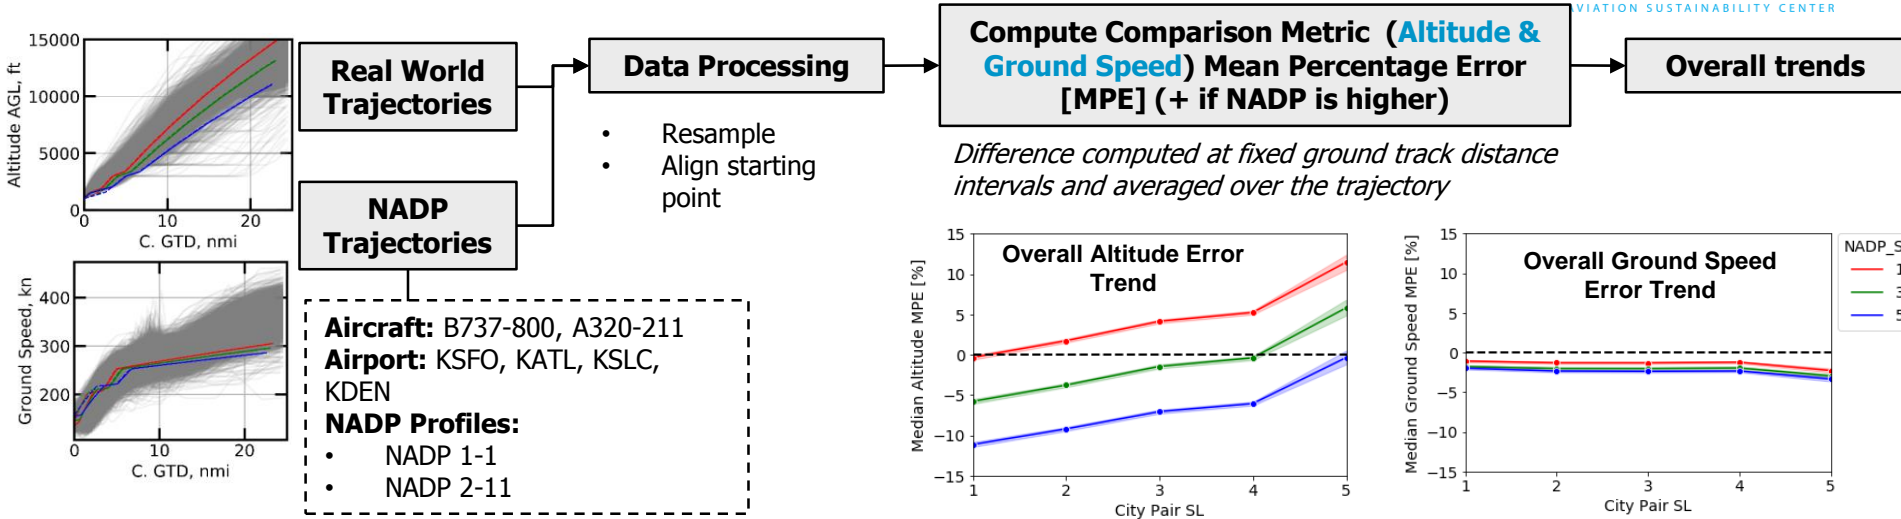 AVIATION SUSTAINABILITY CENTER
15000
10000
5000
0
Altitude AGL, ft
0 10 20
C. GTD, nmi
Real World
Trajectories
NADP
Trajectories
Data Processing
• Resample
• Align starting
point
Compute Comparison Metric (Altitude &
Ground Speed) Mean Percentage Error
[MPE] (+ if NADP is higher)
Difference computed at fixed ground track distance
intervals and averaged over the trajectory
Overall trends
400
300
200
Ground Speed, kn
0 10 20
C. GTD, nmi
Aircraft: B737-800, A320-211
Airport: KSFO, KATL, KSLC,
KDEN
NADP Profiles:
• NADP 1-1
• NADP 2-11
Overall Altitude Error
Trend
Median Altitude MPE [%]
15
10
5
0
−5
−10
−15
1 2 3 4 5
City Pair SL
Overall Ground Speed
Error Trend
Median Ground Speed MPE [%]
15
10
5
0
−5
−10
−15
1 2 3 4 5
City Pair SL
NADP_S
1
3
5